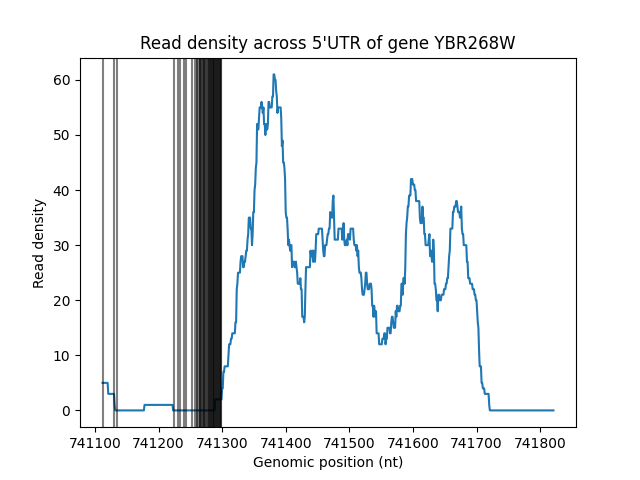 Read density across 5'UTR of gene YBR268W
Read density
60
50
40
30
20
10
0
741100 741200 741300 741400 741500 741600 741700 741800
Genomic position (nt)